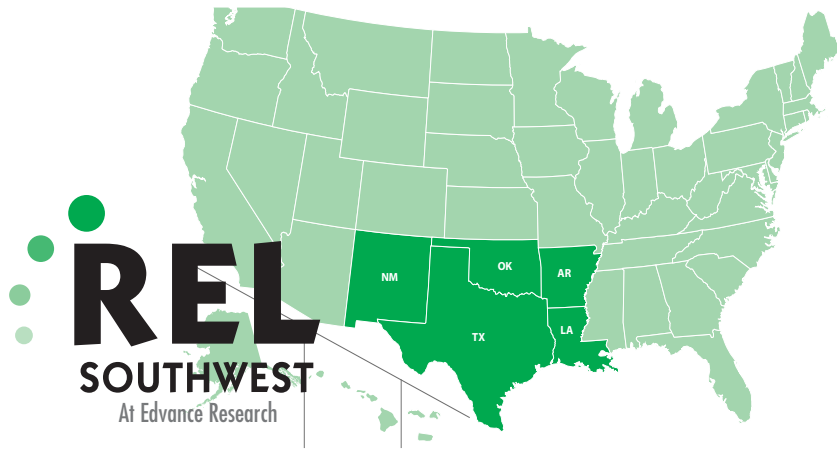 OK
NM
AR
LA
TX
REL
SOUTHWEST
At Edvance Research